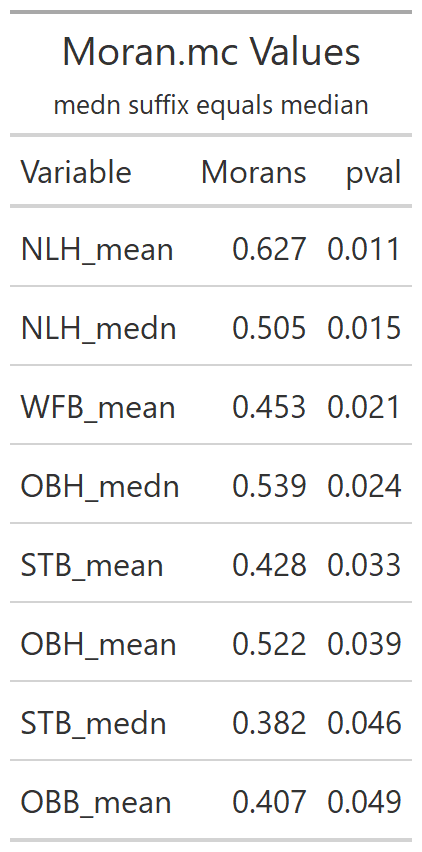 Moran.mc Values
medn suffix equals median
Variable Morans pval
NLH_mean 0.627 0.011
NLH_medn 0.505 0.015
WFB_mean 0.453 0.021
OBH_medn 0.539 0.024
STB_mean 0.428 0.033
OBH_mean 0.522 0.039
STB_medn 0.382 0.046
OBB_mean 0.407 0.049